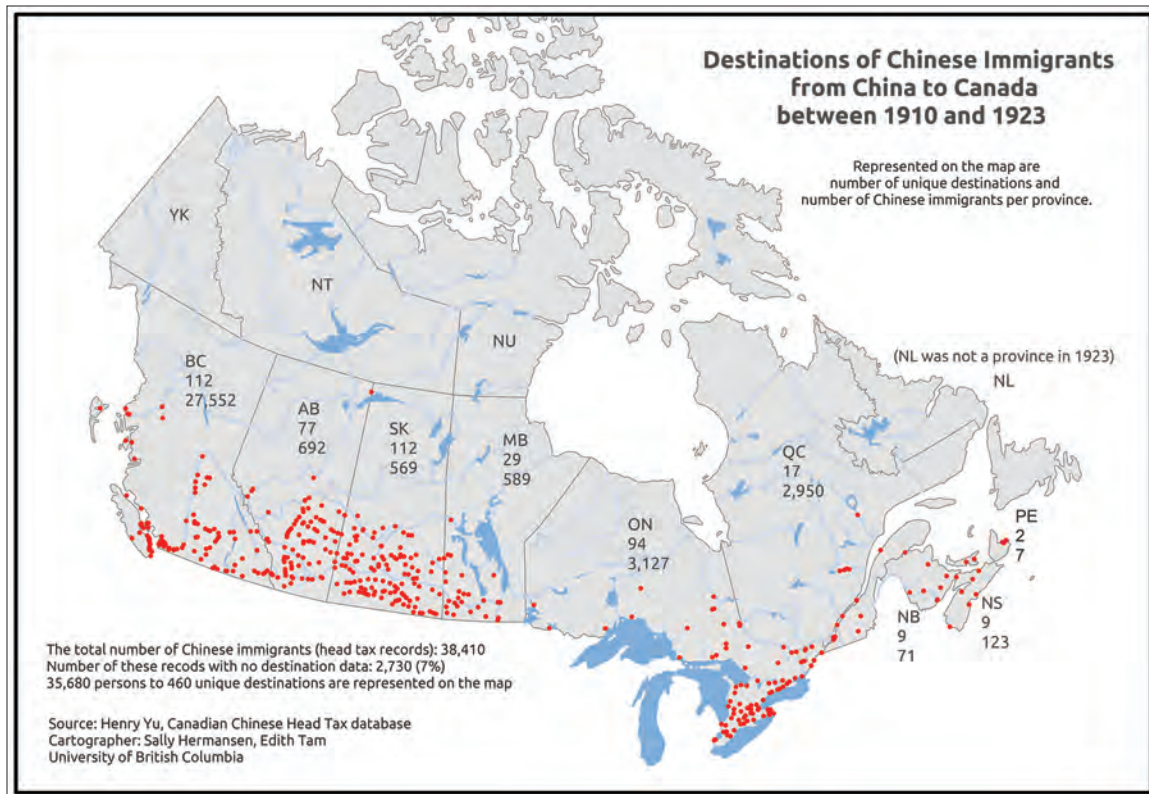 Destinations of Chinese Immigrants
from China to Canada
between 1910 and 1923
Represented on the map are
number of unique destinations and
number of Chinese immigrants per province.
YK
NT
NU
(NL was not a province in 1923)
NL
BC
112
27,552
AB
77
692
SK
112
569
MB
29
589
ON
94
3,127
QC
17
2,950
PE
2
7
NB
9
71
NS
9
123
The total number of Chinese immigrants (head tax records): 38,410
Number of these recods with no destination data: 2,730 (7%)
35,680 persons to 460 unique destinations are represented on the map
Source: Henry Yu, Canadian Chinese Head Tax database
Cartographer: Sally Hermansen, Edith Tam
University of British Columbia